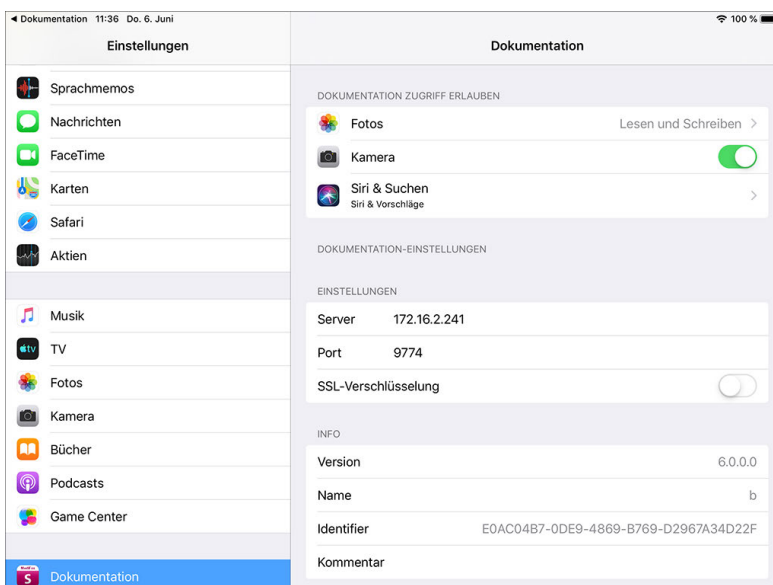 ◀ Dokumentation 11:36 Do. 6. Juni
100 %
Einstellungen
Sprachmemos
Nachrichten
FaceTime
Karten
Safari
Aktien
Musik
TV
Fotos
Kamera
Bücher
Podcasts
Game Center
Dokumentation
Dokumentation
DOKUMENTATION ZUGRIFF ERLAUBEN
Fotos Lesen und Schreiben
Kamera
Siri & Suchen
Siri & Vorschläge
DOKUMENTATION-EINSTELLUNGEN
EINSTELLUNGEN
Server 172.16.2.241
Port 9774
SSL-Verschlüsselung
INFO
Version 6.0.0.0
Name b
Identifier E0AC04B7-0DE9-4869-B769-D2967A34D22F
Kommentar